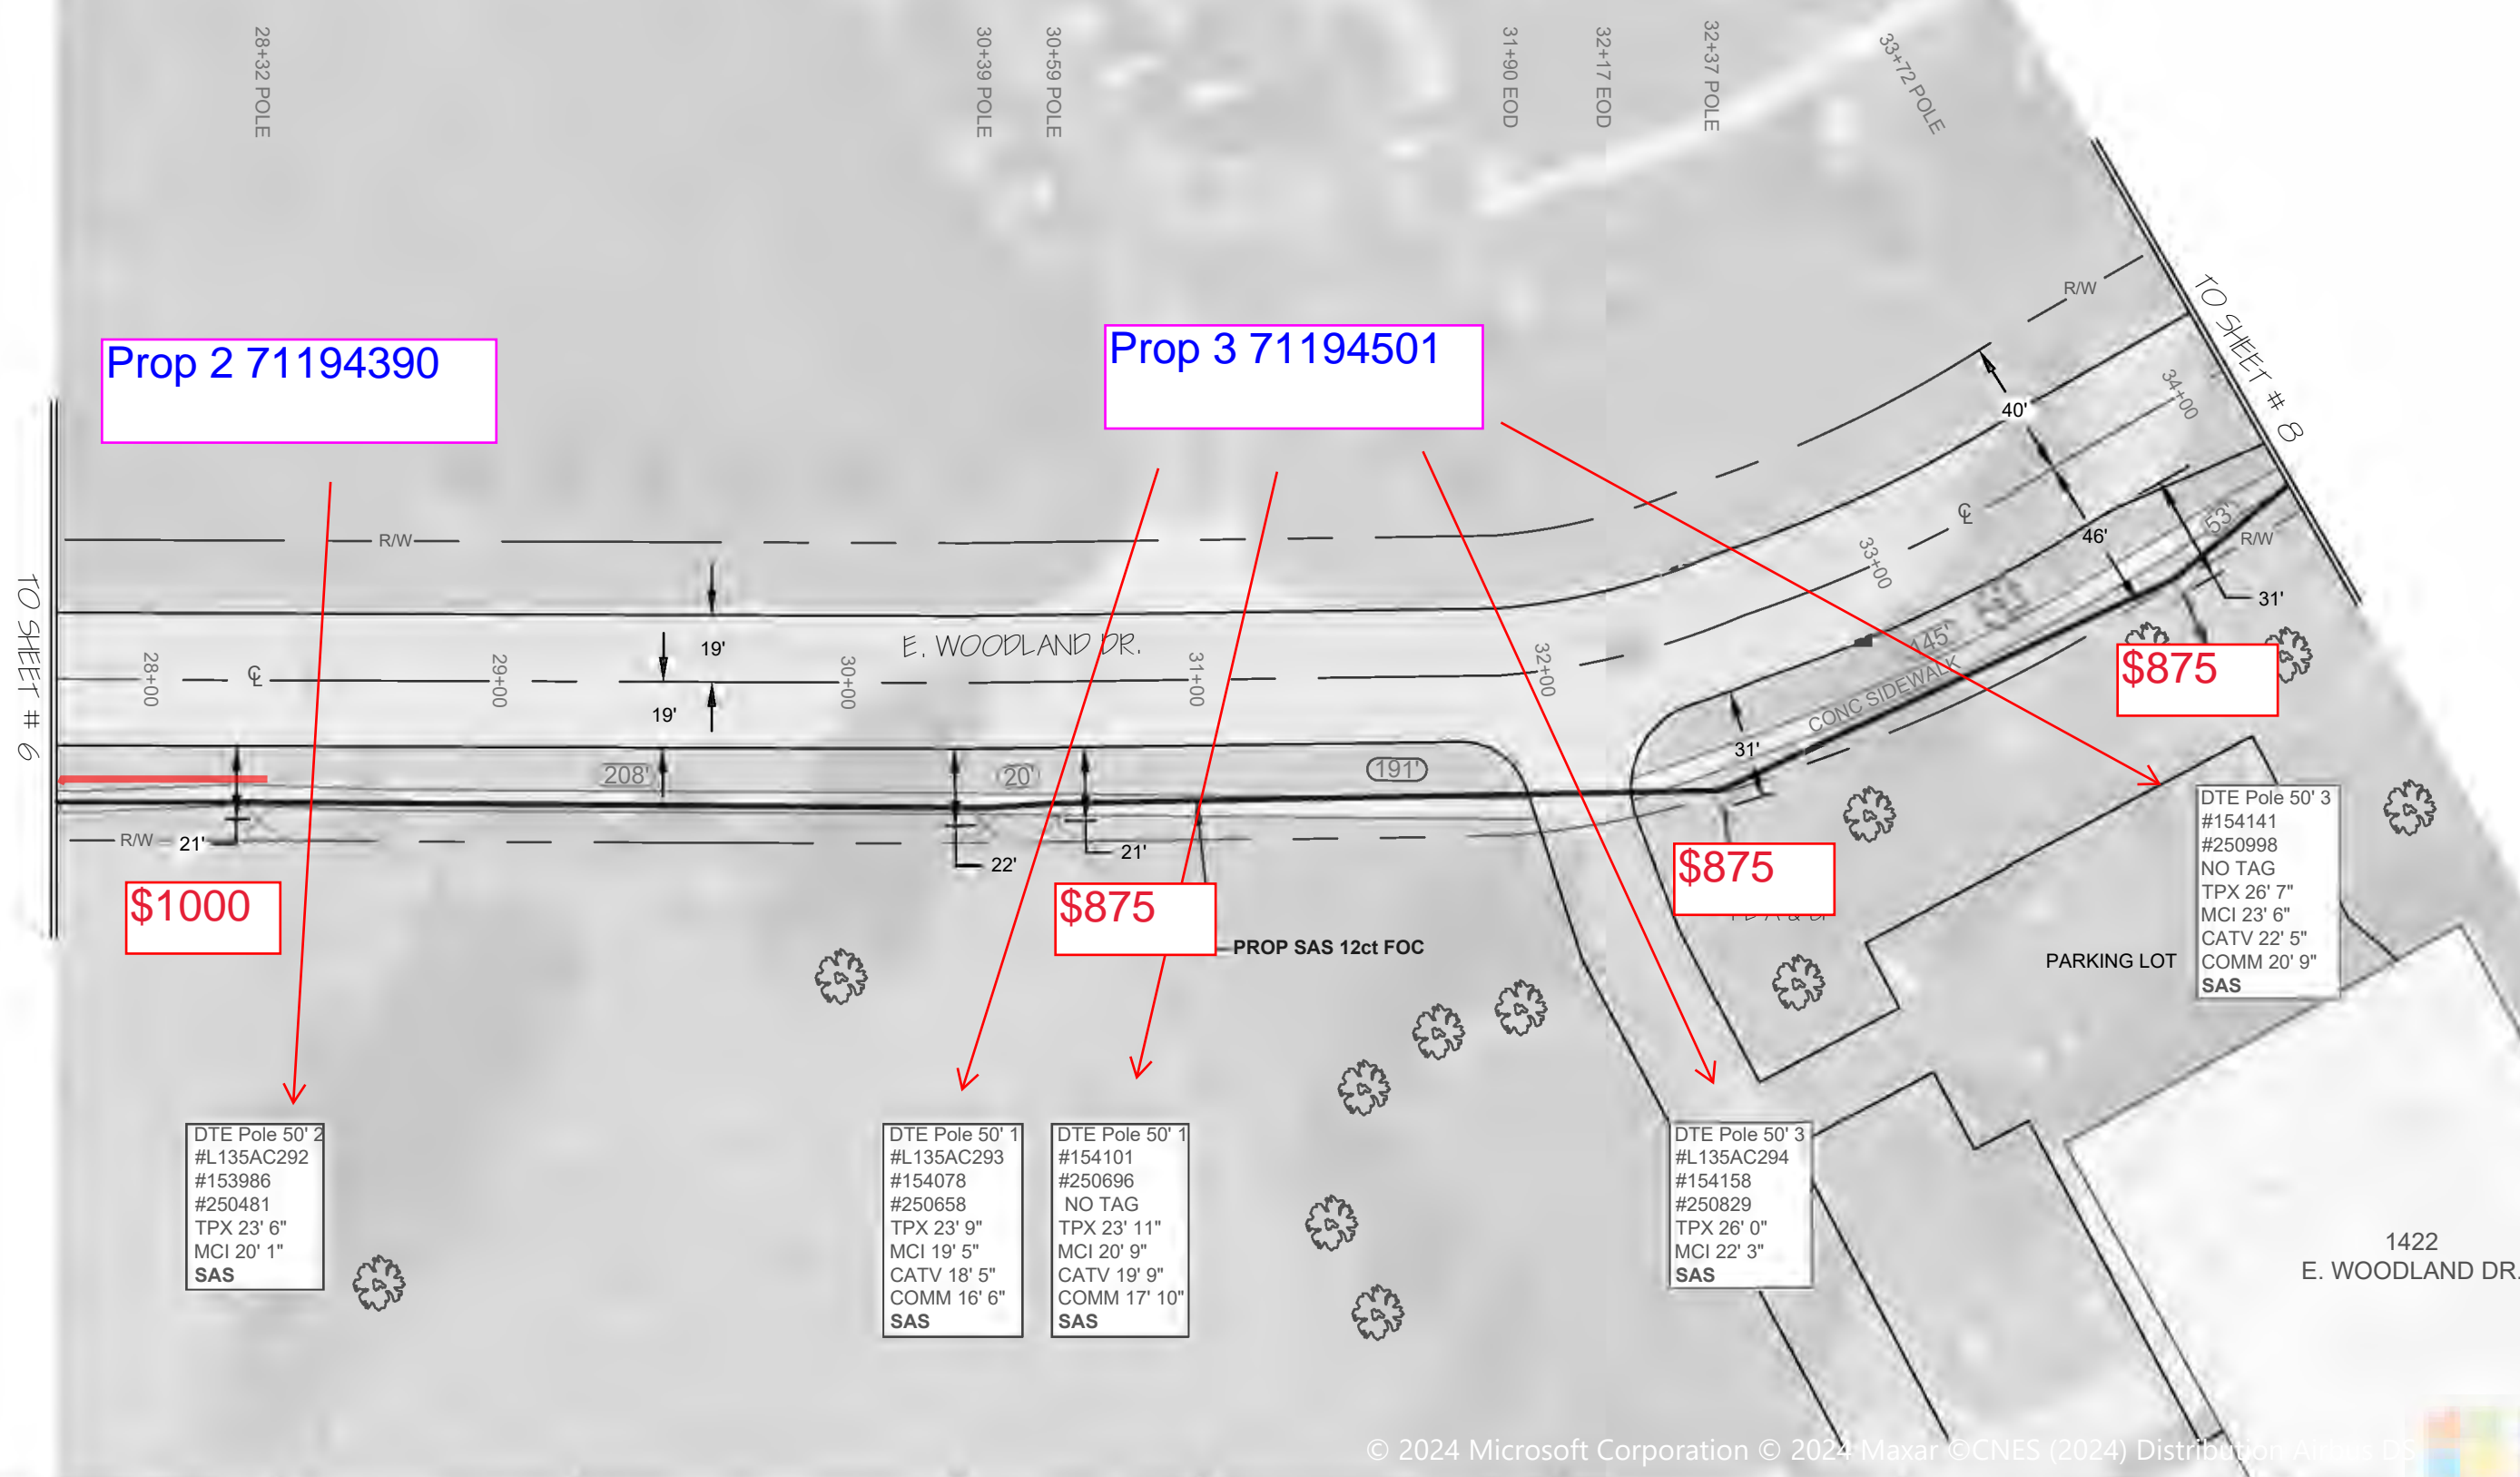 28+32 POLE
30+39 POLE
30+59 POLE
31+90 EOD
32+17 EOD
32+37 POLE
33+72 POLE
TO SHEET # 8
R/W
Prop 2 71194390
Prop 3 71194501
40'
34+00
℄
46'
53'
R/W
33+00
31'
R/W
TO SHEET # 6
E. WOODLAND DR.
19'
19'
28+00
℄
29+00
30+00
31+00
32+00
145'
CONC SIDEWALK
$875
31'
208'
20'
191'
R/W
21'
22'
21'
$1000
$875
$875
PROP SAS 12ct FOC
PARKING LOT
DTE Pole 50' 3
#154141
#250998
NO TAG
TPX 26' 7"
MCI 23' 6"
CATV 22' 5"
COMM 20' 9"
SAS
DTE Pole 50' 2
#L135AC292
#153986
#250481
TPX 23' 6"
MCI 20' 1"
SAS
DTE Pole 50' 1
#L135AC293
#154078
#250658
TPX 23' 9"
MCI 19' 5"
CATV 18' 5"
COMM 16' 6"
SAS
DTE Pole 50' 1
#154101
#250696
NO TAG
TPX 23' 11"
MCI 20' 9"
CATV 19' 9"
COMM 17' 10"
SAS
DTE Pole 50' 3
#L135AC294
#154158
#250829
TPX 26' 0"
MCI 22' 3"
SAS
1422
E. WOODLAND DR.
© 2024 Microsoft Corporation © 2024 Maxar ©CNES (2024) Distribution Airbus DS